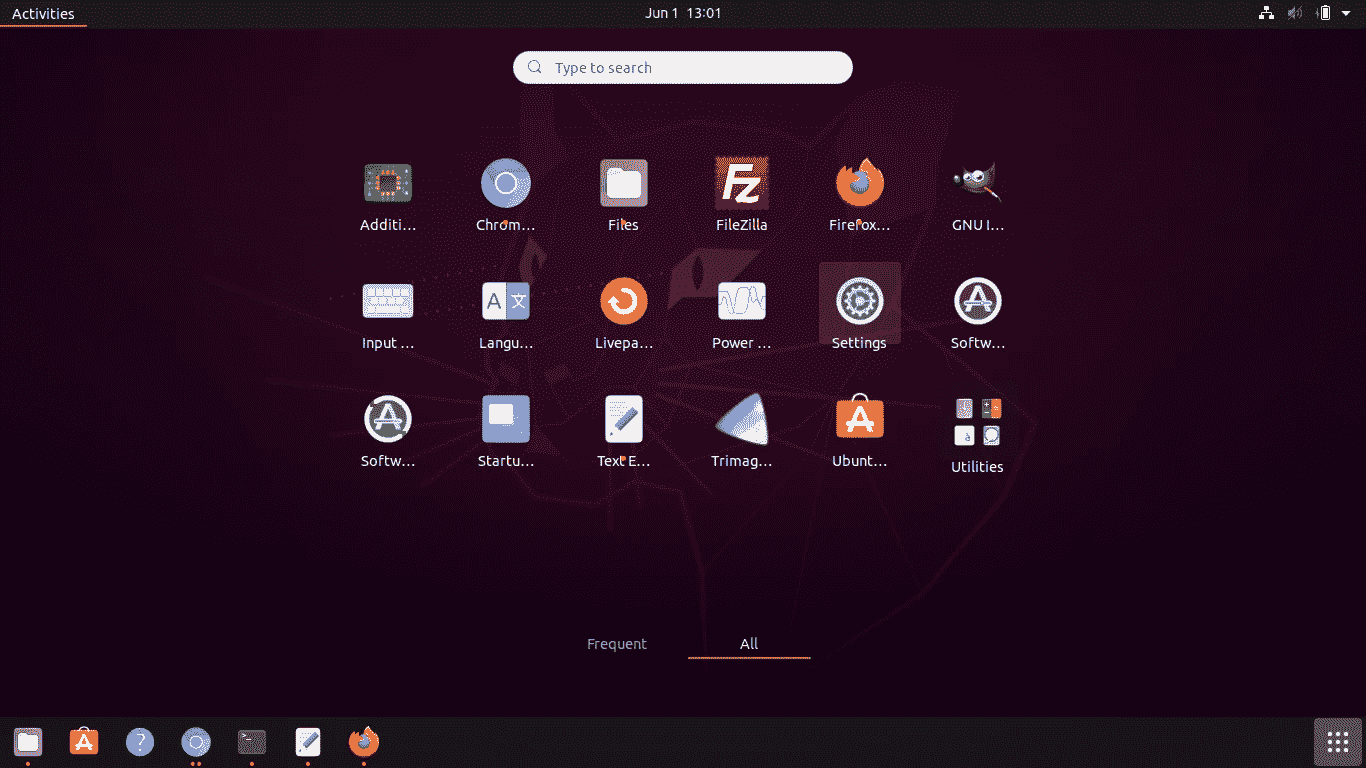 Activities
Jun 1 13:01
Type to search
Additi…
Chrom…
Files
FileZilla
Firefox…
GNU I…
Input …
Langu…
Livepa…
Power …
Settings
Softw…
Softw…
Startu…
Text E…
Trimag…
Ubunt…
Utilities
Frequent
All